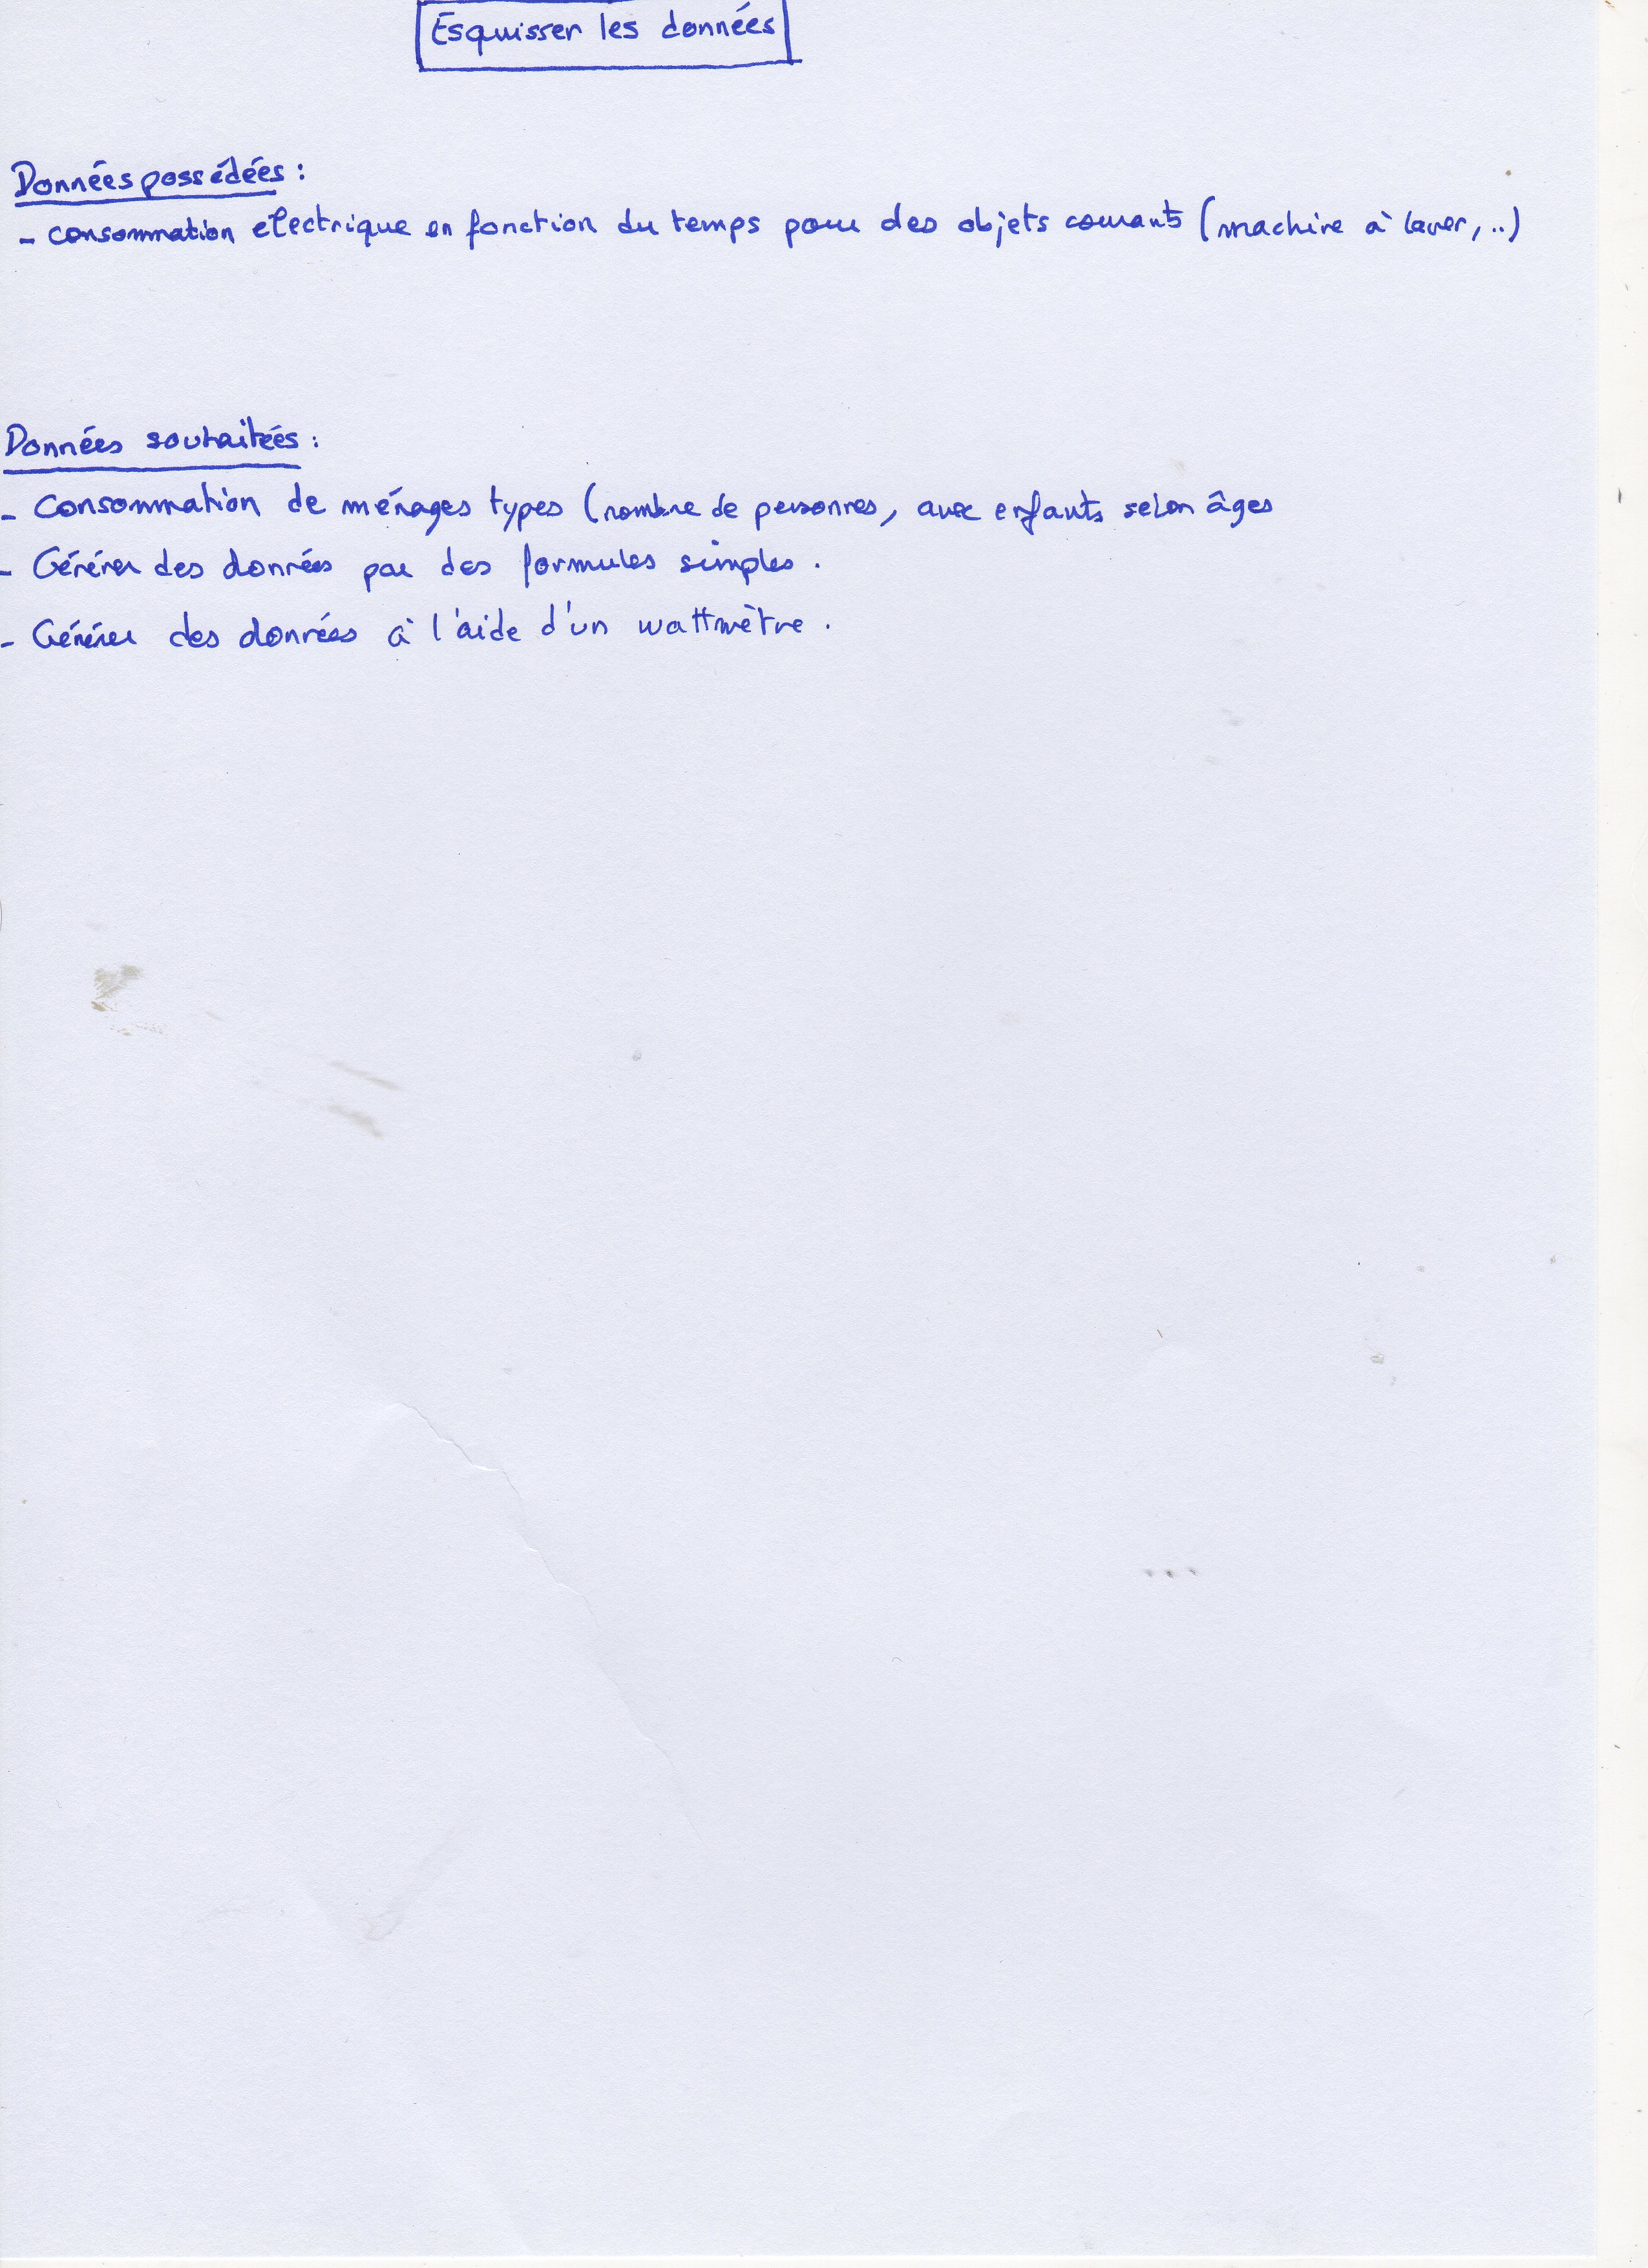 Esquisser les données
Données possédées :
- consommation electrique en fonction du temps pour des objets courants (machine à laver, ..)
Données souhaitées :
- Consommation de ménages types (nombre de personnes, avec enfants selon âges
- Générer des données par des formules simples .
- Générer des données à l'aide d'un wattmètre .